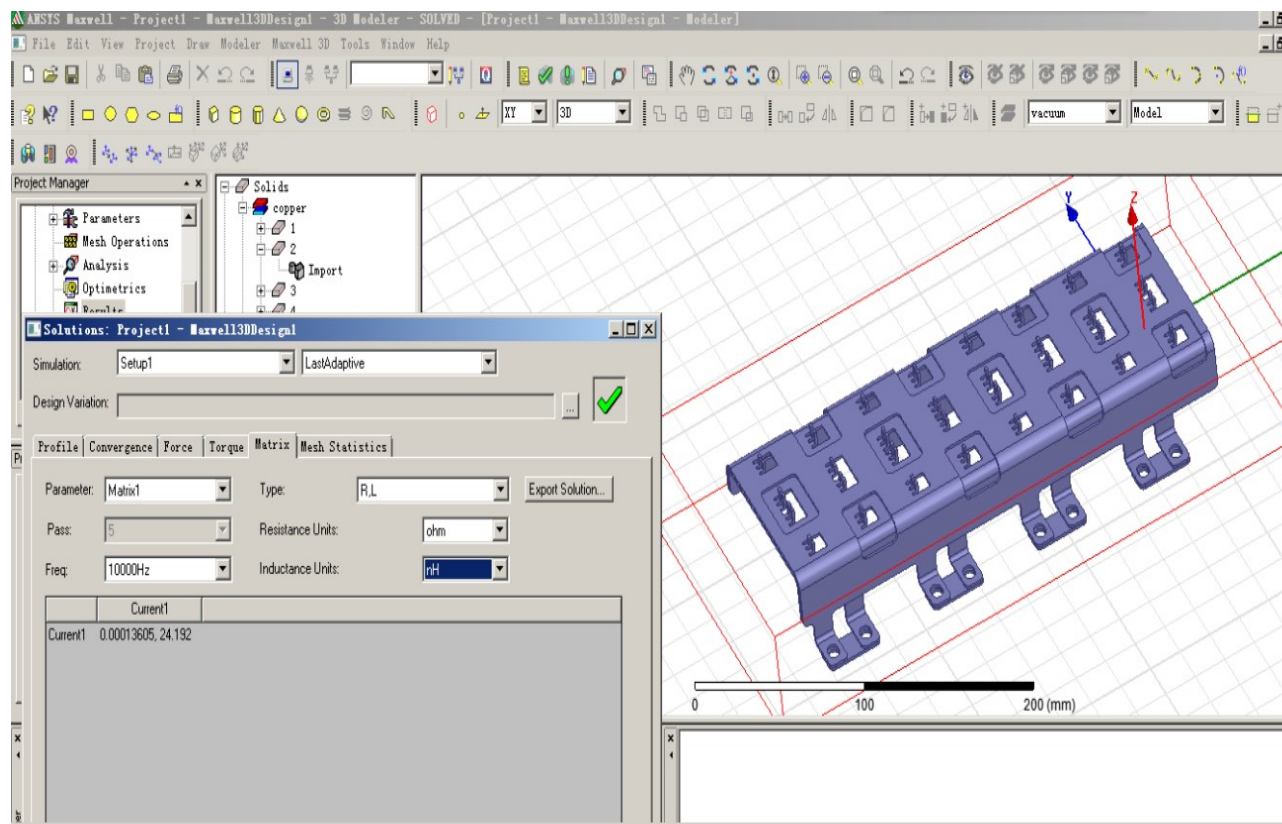 ANSYS Maxwell - Project1 - Maxwell3DDesign1 - 3D Modeler - SOLVED - [Project1 - Maxwell3DDesign1 - Modeler]
File Edit View Project Draw Modeler Maxwell 3D Tools Window Help
XY 3D vacuum Model
Project Manager
Parameters
Mesh Operations
Analysis
Optimetrics
Results
Solids
copper
1
2
Import
3
4
Y Z
Solutions: Project1 - Maxwell3DDesign1
Simulation: Setup1 LastAdaptive
Design Variation: ...
Profile Convergence Force Torque Matrix Mesh Statistics
Parameter: Matrix1 Type: R,L Export Solution...
Pass: 5 Resistance Units: ohm
Freq: 10000Hz Inductance Units: nH
Current1
Current1 0.00013605, 24.192
0 100 200 (mm)